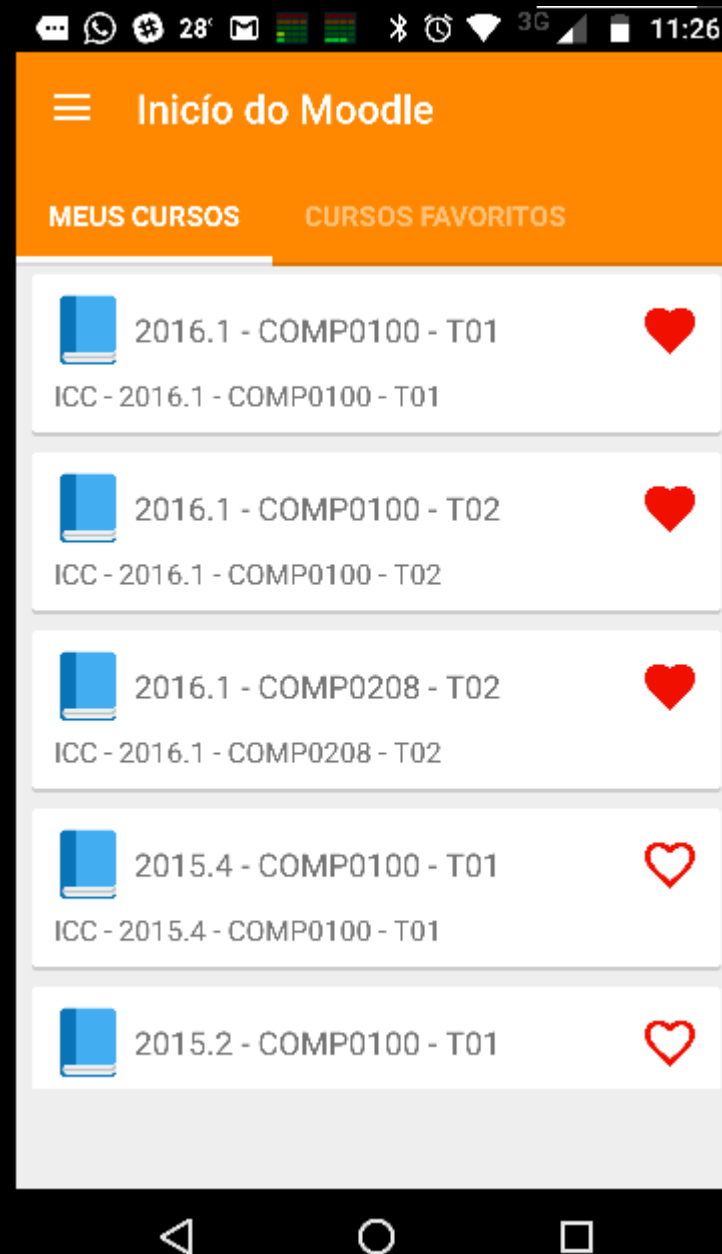 28° 3G 11:26
Inicío do Moodle
MEUS CURSOS CURSOS FAVORITOS
2016.1 - COMP0100 - T01
ICC - 2016.1 - COMP0100 - T01
2016.1 - COMP0100 - T02
ICC - 2016.1 - COMP0100 - T02
2016.1 - COMP0208 - T02
ICC - 2016.1 - COMP0208 - T02
2015.4 - COMP0100 - T01
ICC - 2015.4 - COMP0100 - T01
2015.2 - COMP0100 - T01